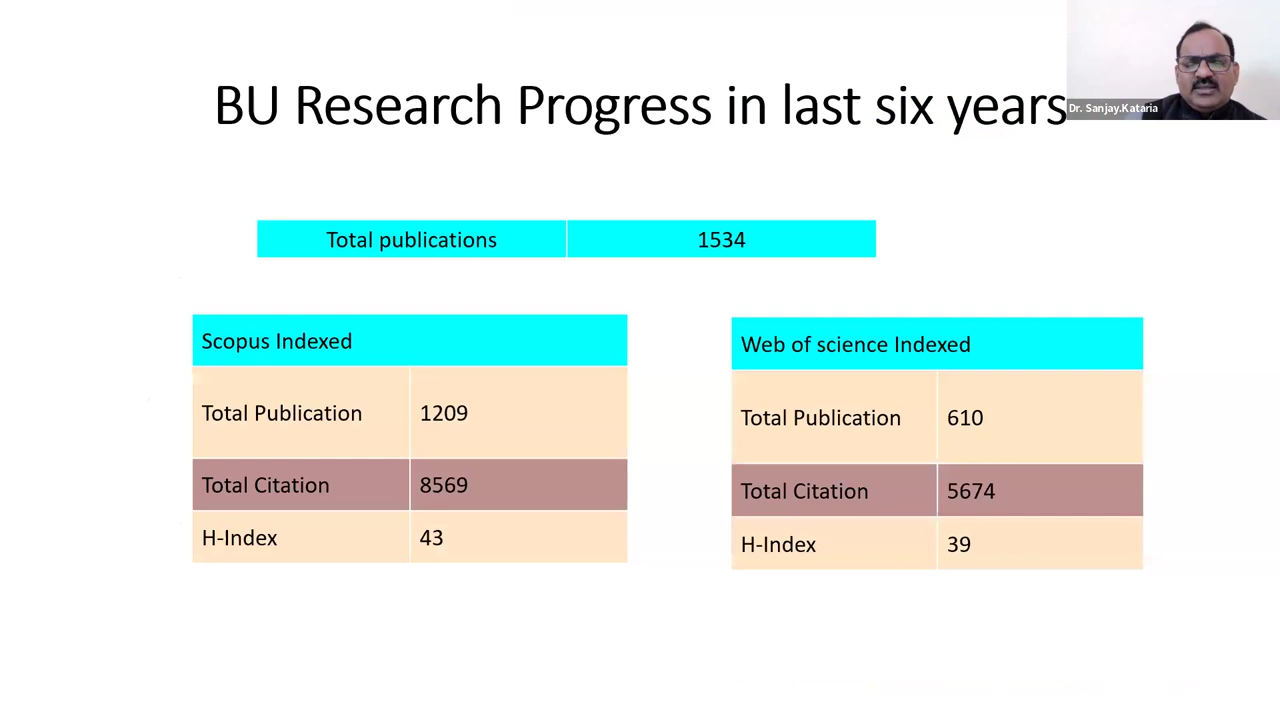 BU Research Progress in last six years
Dr. Sanjay.Kataria
Total publications 1534
Scopus Indexed
Total Publication 1209
Total Citation 8569
H-Index 43
Web of science Indexed
Total Publication 610
Total Citation 5674
H-Index 39